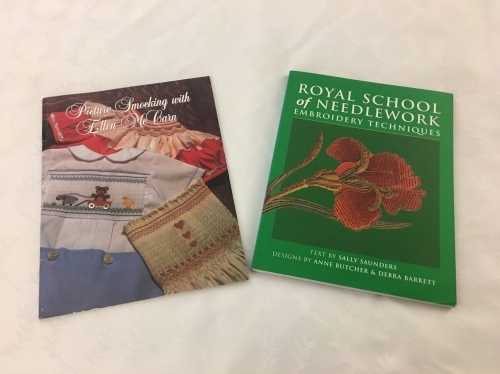 Picture Smocking with
Ellen McCarn
ROYAL SCHOOL
of NEEDLEWORK
EMBROIDERY TECHNIQUES
TEXT BY SALLY SAUNDERS
DESIGNS BY ANNE BUTCHER & DEBRA BARRETT